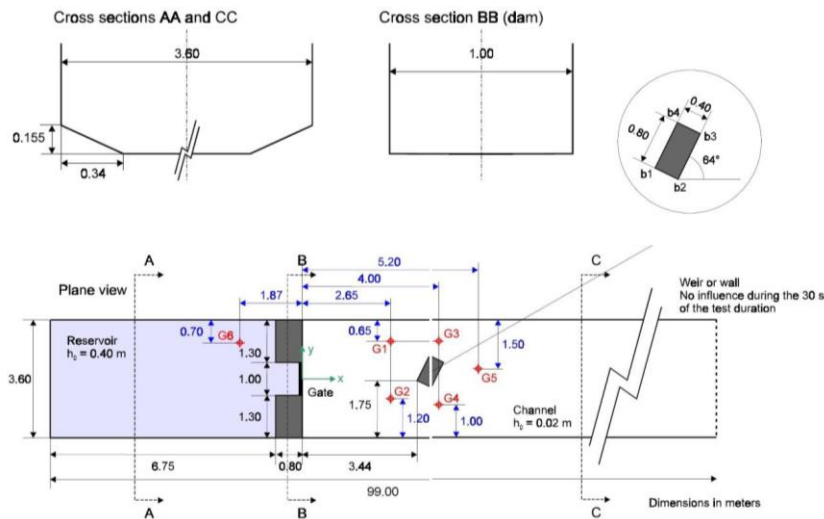 Cross sections AA and CC
Cross section BB (dam)
3.60
1.00
0.155
0.34
0.40
b4
0.80
b3
64°
b1
b2
A
B
5.20
C
4.00
Plane view
1.87
2.65
Weir or wall
No influence during the 30 s
of the test duration
Reservoir
h₀ = 0.40 m
0.70
G6
1.30
y
0.65
G1
G3
1.50
3.60
1.00
x
Gate
G5
1.75
G2
G4
1.30
1.20
1.00
Channel
h₀ = 0.02 m
6.75
0.80
3.44
99.00
A
B
C
Dimensions in meters